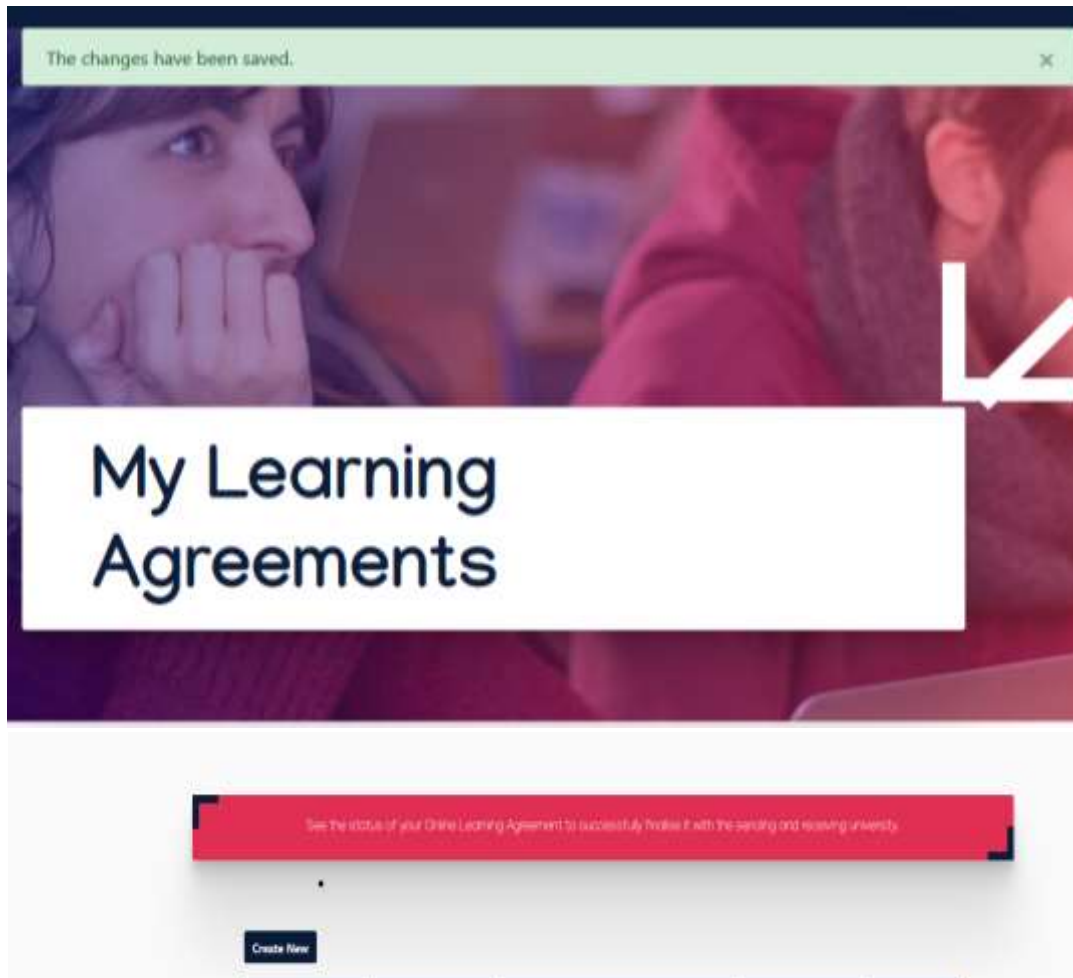 The changes have been saved.
×
My Learning
Agreements
See the status of your Online Learning Agreement to successfully finalise it with the sending and receiving university.
Create New